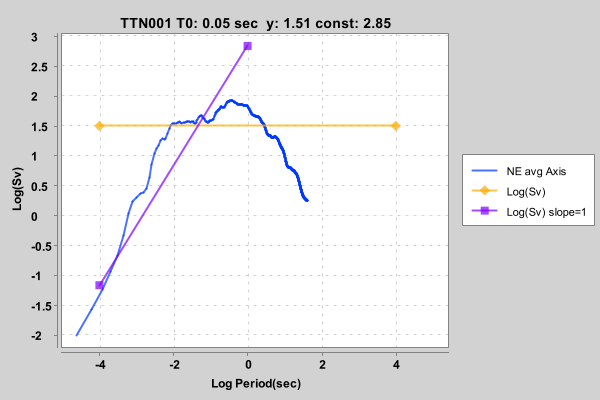 TTN001 T0: 0.05 sec  y: 1.51 const: 2.85
3
2.5
2
1.5
1
0.5
0
-0.5
-1
-1.5
-2
Log(Sv)
-4 -2 0 2 4
Log Period(sec)
NE avg Axis
Log(Sv)
Log(Sv) slope=1